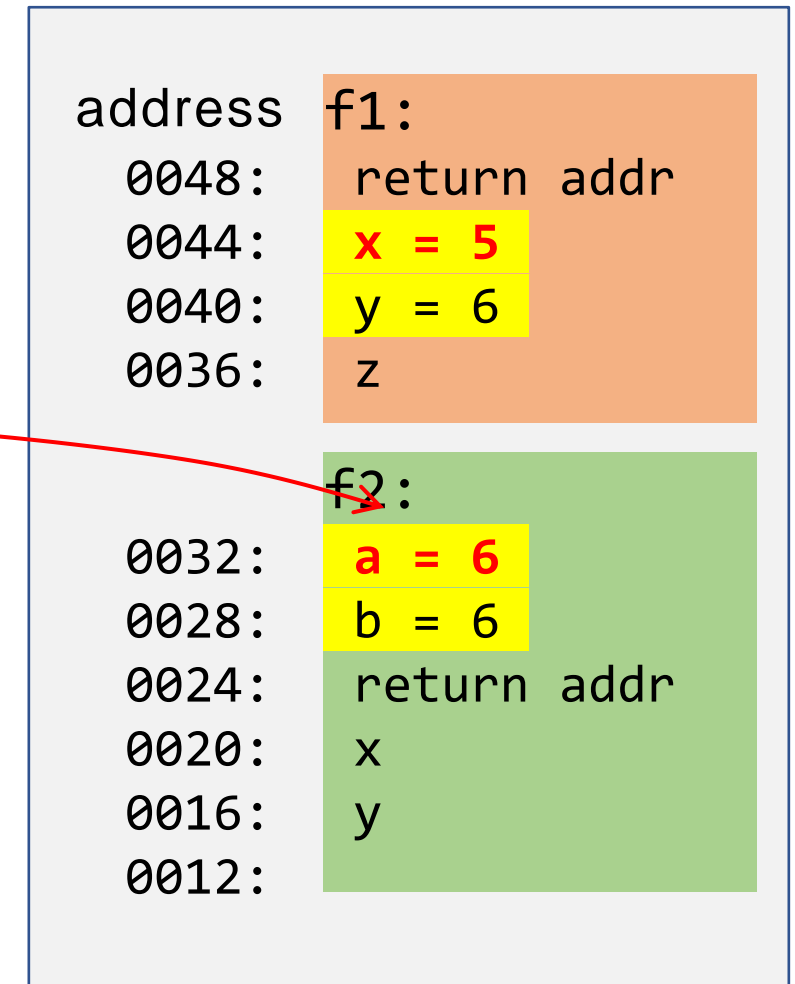 address f1:
0048: return addr
0044: x = 5
0040: y = 6
0036: z
f2:
0032: a = 6
0028: b = 6
0024: return addr
0020: x
0016: y
0012: